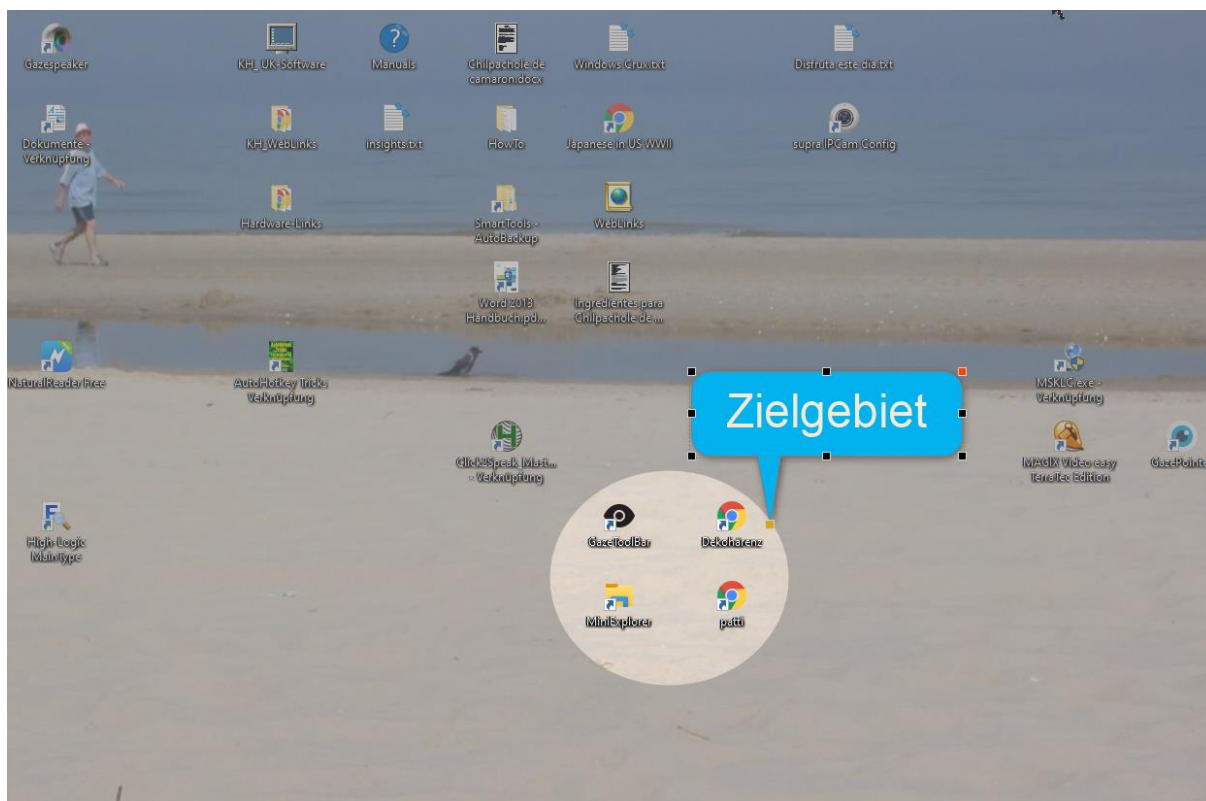 Gazespeaker
KH_UK-Software
Manuals
Chilpachole de
camaron.docx
Windows Crux.txt
Disfruta este dia.txt
Dokumente -
Verknüpfung
KH_WebLinks
insights.txt
HowTo
Japanese in US WWII
supra IPCam Config
Hardware-Links
SmartTools -
AutoBackup
WebLinks
Word 2013
Handbuch.pd...
Ingredientes para
Chilpachole de ...
NaturalReader Free
AutoHotkey Tricks
Verknüpfung
MSKLC.exe -
Verknüpfung
Zielgebiet
Click2Speak_Mast...
- Verknüpfung
MAGIX Video easy
TerraTec Edition
GazePointe
High-Logic
MainType
GazeToolBar
Dekohärenz
MiniExplorer
patti